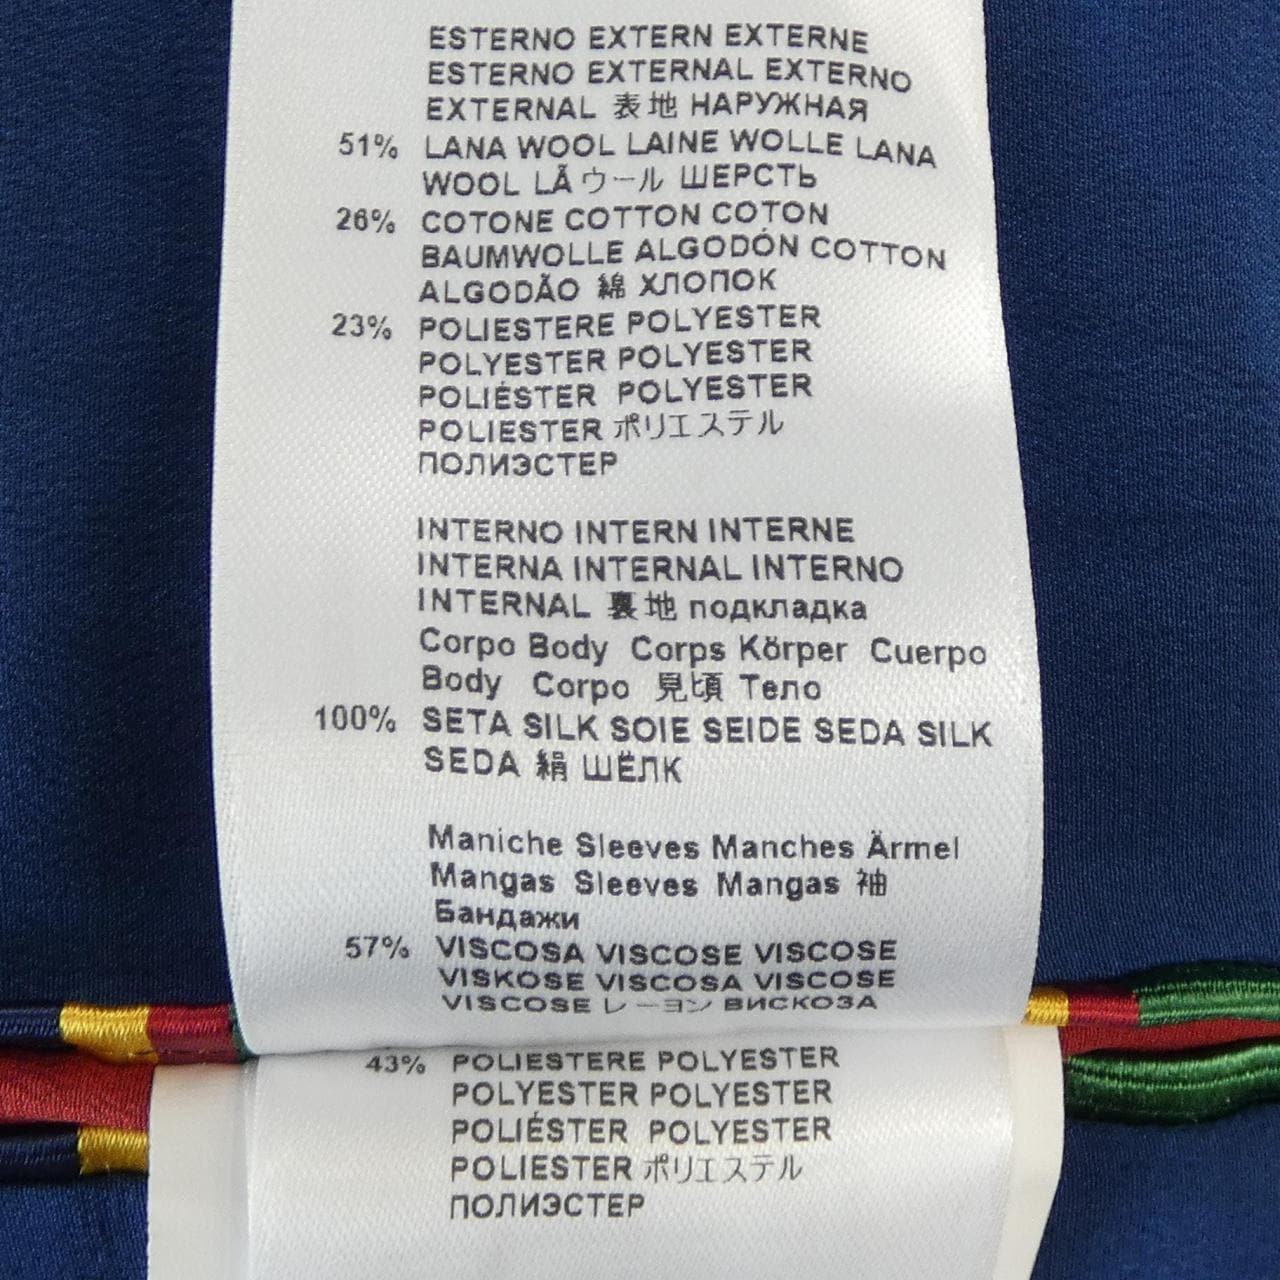 ESTERNO EXTERN EXTERNE
ESTERNO EXTERNAL EXTERNO
EXTERNAL 表地 НАРУЖНАЯ
51% LANA WOOL LAINE WOLLE LANA
WOOL LÃ ウール ШЕРСТЬ
26% COTONE COTTON COTON
BAUMWOLLE ALGODÓN COTTON
ALGODÃO 綿 ХЛОПОК
23% POLIESTERE POLYESTER
POLYESTER POLYESTER
POLIÉSTER POLYESTER
POLIESTER ポリエステル
ПОЛИЭСТЕР
INTERNO INTERN INTERNE
INTERNA INTERNAL INTERNO
INTERNAL 裏地 подкладка
Corpo Body Corps Körper Cuerpo
Body Corpo 見頃 Тело
100% SETA SILK SOIE SEIDE SEDA SILK
SEDA 絹 ШЁЛК
Maniche Sleeves Manches Ärmel
Mangas Sleeves Mangas 袖
Бандажи
57% VISCOSA VISCOSE VISCOSE
VISKOSE VISCOSA VISCOSE
VISCOSE レーヨン ВИСКОЗА
43% POLIESTERE POLYESTER
POLYESTER POLYESTER
POLIÉSTER POLYESTER
POLIESTER ポリエステル
ПОЛИЭСТЕР